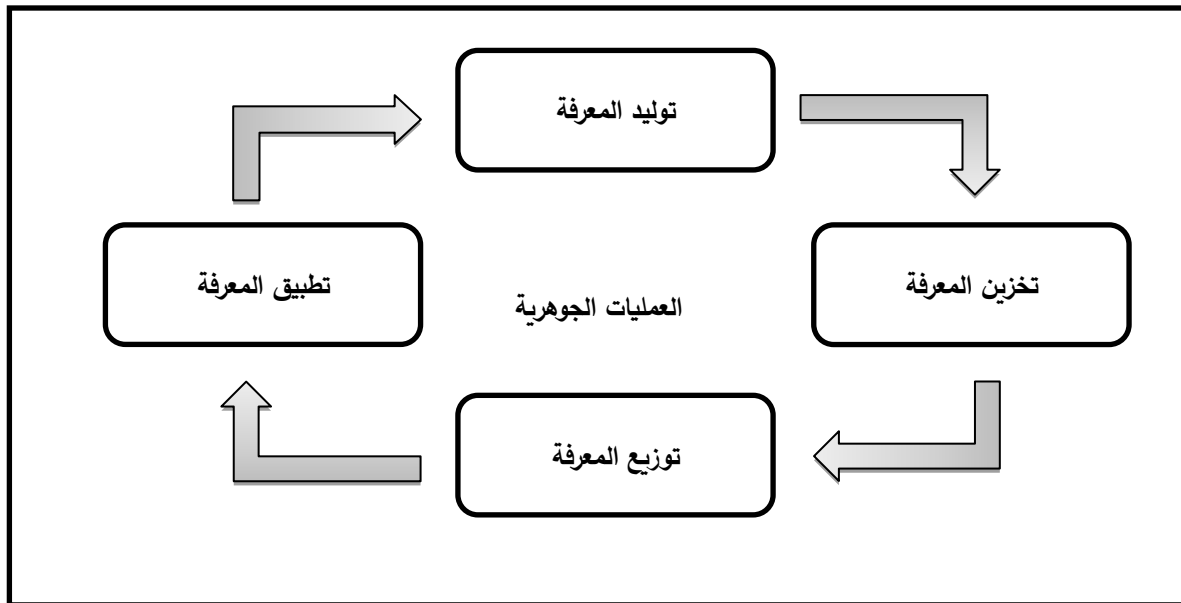 توليد المعرفة
تخزين المعرفة
تطبيق المعرفة
العمليات الجوهرية
توزيع المعرفة